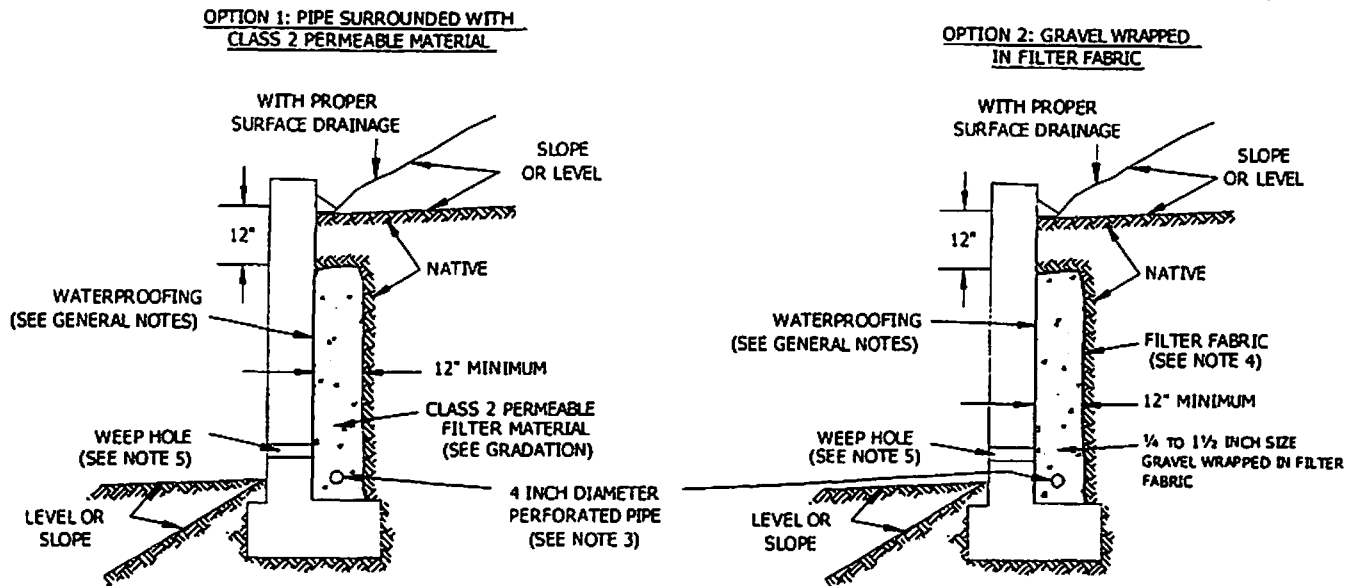 OPTION 1: PIPE SURROUNDED WITH
CLASS 2 PERMEABLE MATERIAL
WITH PROPER
SURFACE DRAINAGE
SLOPE
OR LEVEL
12"
NATIVE
WATERPROOFING
(SEE GENERAL NOTES)
12" MINIMUM
CLASS 2 PERMEABLE
FILTER MATERIAL
(SEE GRADATION)
WEEP HOLE
(SEE NOTE 5)
4 INCH DIAMETER
PERFORATED PIPE
(SEE NOTE 3)
LEVEL OR
SLOPE
OPTION 2: GRAVEL WRAPPED
IN FILTER FABRIC
WITH PROPER
SURFACE DRAINAGE
SLOPE
OR LEVEL
12"
NATIVE
WATERPROOFING
(SEE GENERAL NOTES)
FILTER FABRIC
(SEE NOTE 4)
12" MINIMUM
WEEP HOLE
(SEE NOTE 5)
¼ TO 1½ INCH SIZE
GRAVEL WRAPPED IN FILTER
FABRIC
LEVEL OR
SLOPE